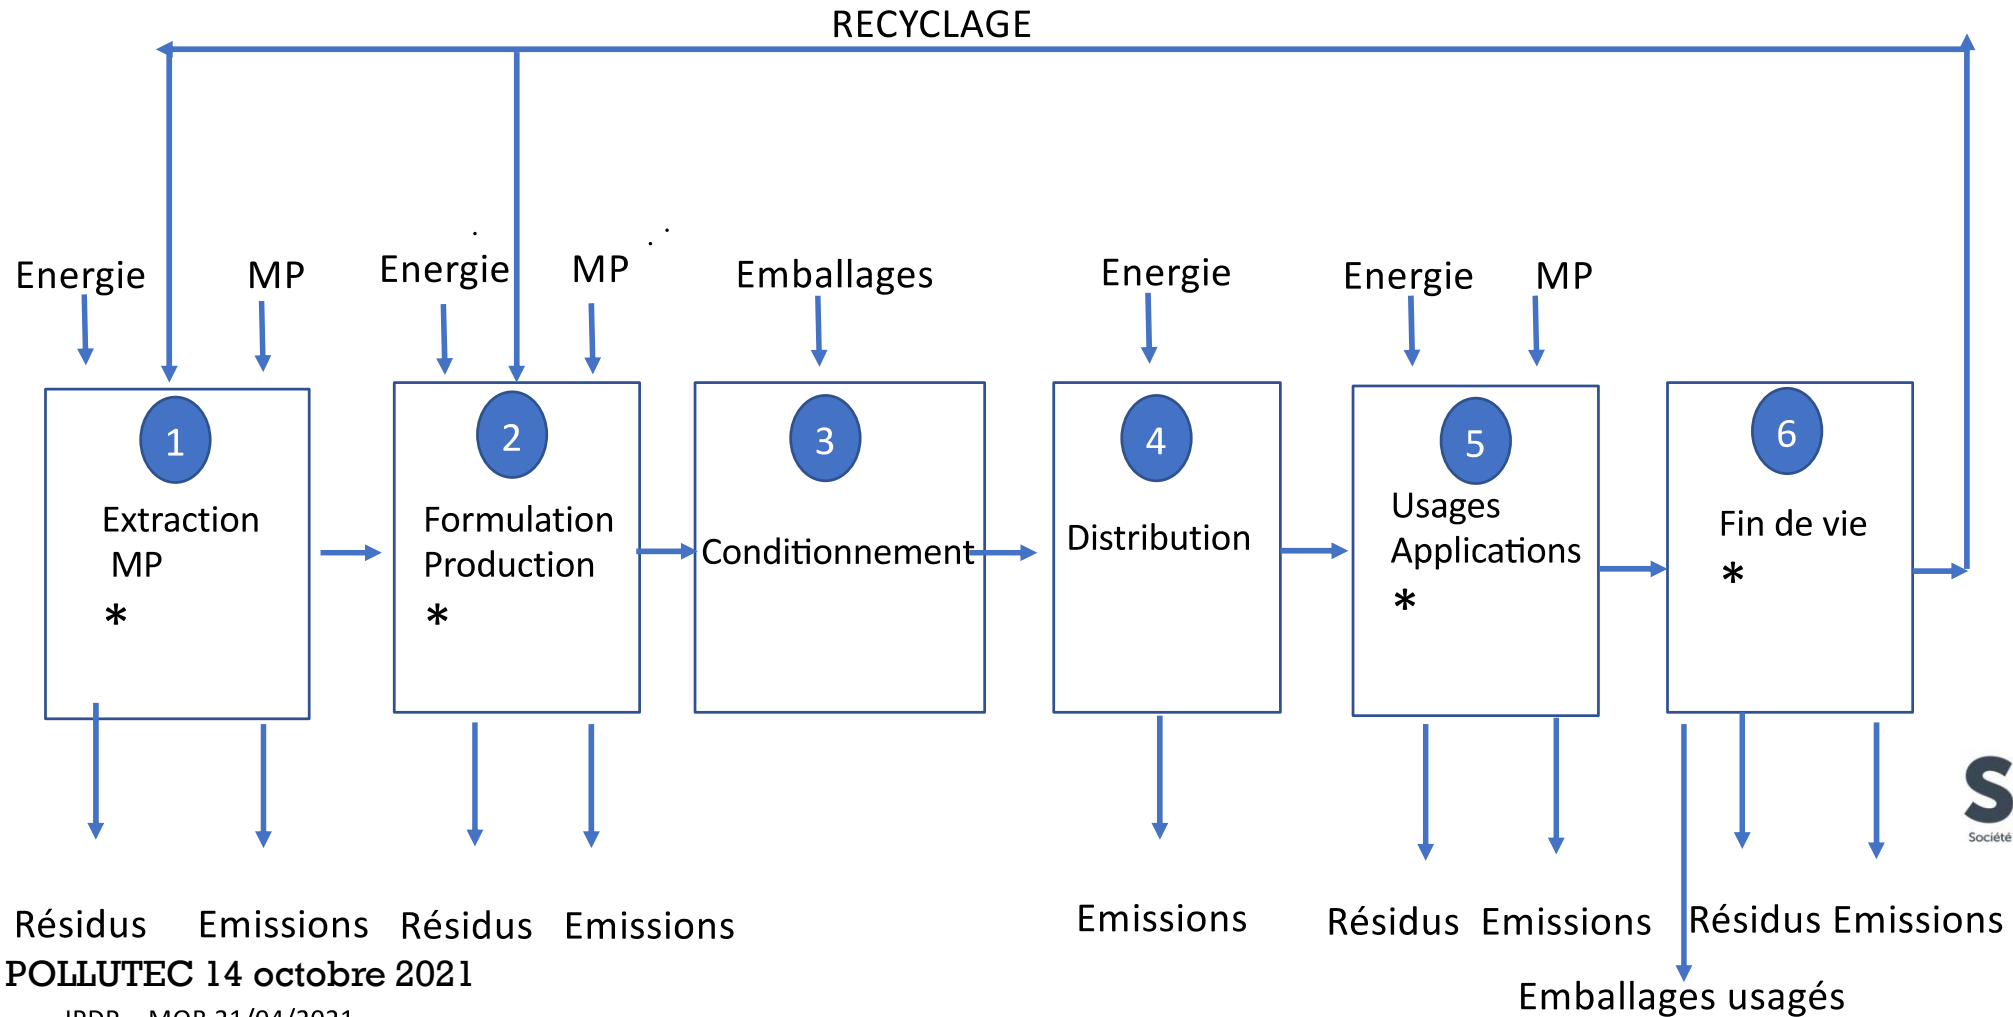 RECYCLAGE
Energie MP Energie MP Emballages Energie Energie MP
1
Extraction
MP
*
2
Formulation
Production
*
3
Conditionnement
4
Distribution
5
Usages
Applications
*
6
Fin de vie
*
S
Société
Résidus Emissions Résidus Emissions Emissions Résidus Emissions Résidus Emissions
Emballages usagés
POLLUTEC 14 octobre 2021